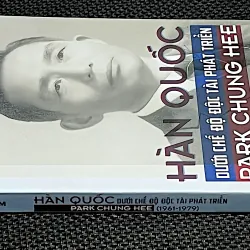 HÀN QUỐC
DƯỚI CHẾ ĐỘ ĐỘC TÀI PHÁT TRIỂN
PARK CHUNG HEE
HÀN QUỐC DƯỚI CHẾ ĐỘ ĐỘC TÀI PHÁT TRIỂN
PARK CHUNG HEE (1961-1979)